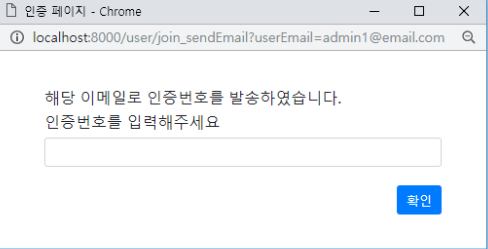 인증 페이지 - Chrome
localhost:8000/user/join_sendEmail?userEmail=admin1@email.com
해당 이메일로 인증번호를 발송하였습니다.
인증번호를 입력해주세요
확인